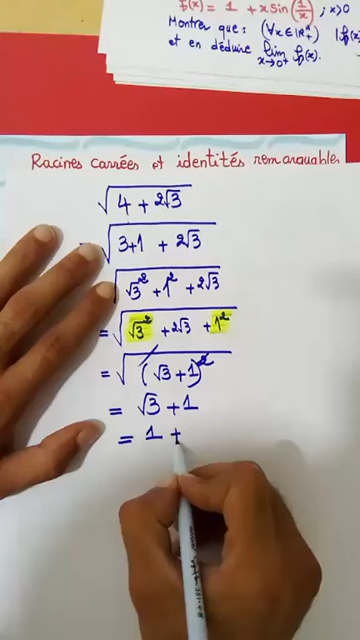 f(x) = 1 + x sin(1/x) ; x>0
Montrer que : (∀x∈ℝ*₊) |f(x)
et en déduire lim x→0⁺ f(x).
Racines carrées et identités remarquables
√(4 + 2√3)
√(3+1 + 2√3)
√(√3² + 1² + 2√3)
= √(√3² + 2√3 + 1²)
= √((√3 + 1)²)
= √3 + 1
= 1 +